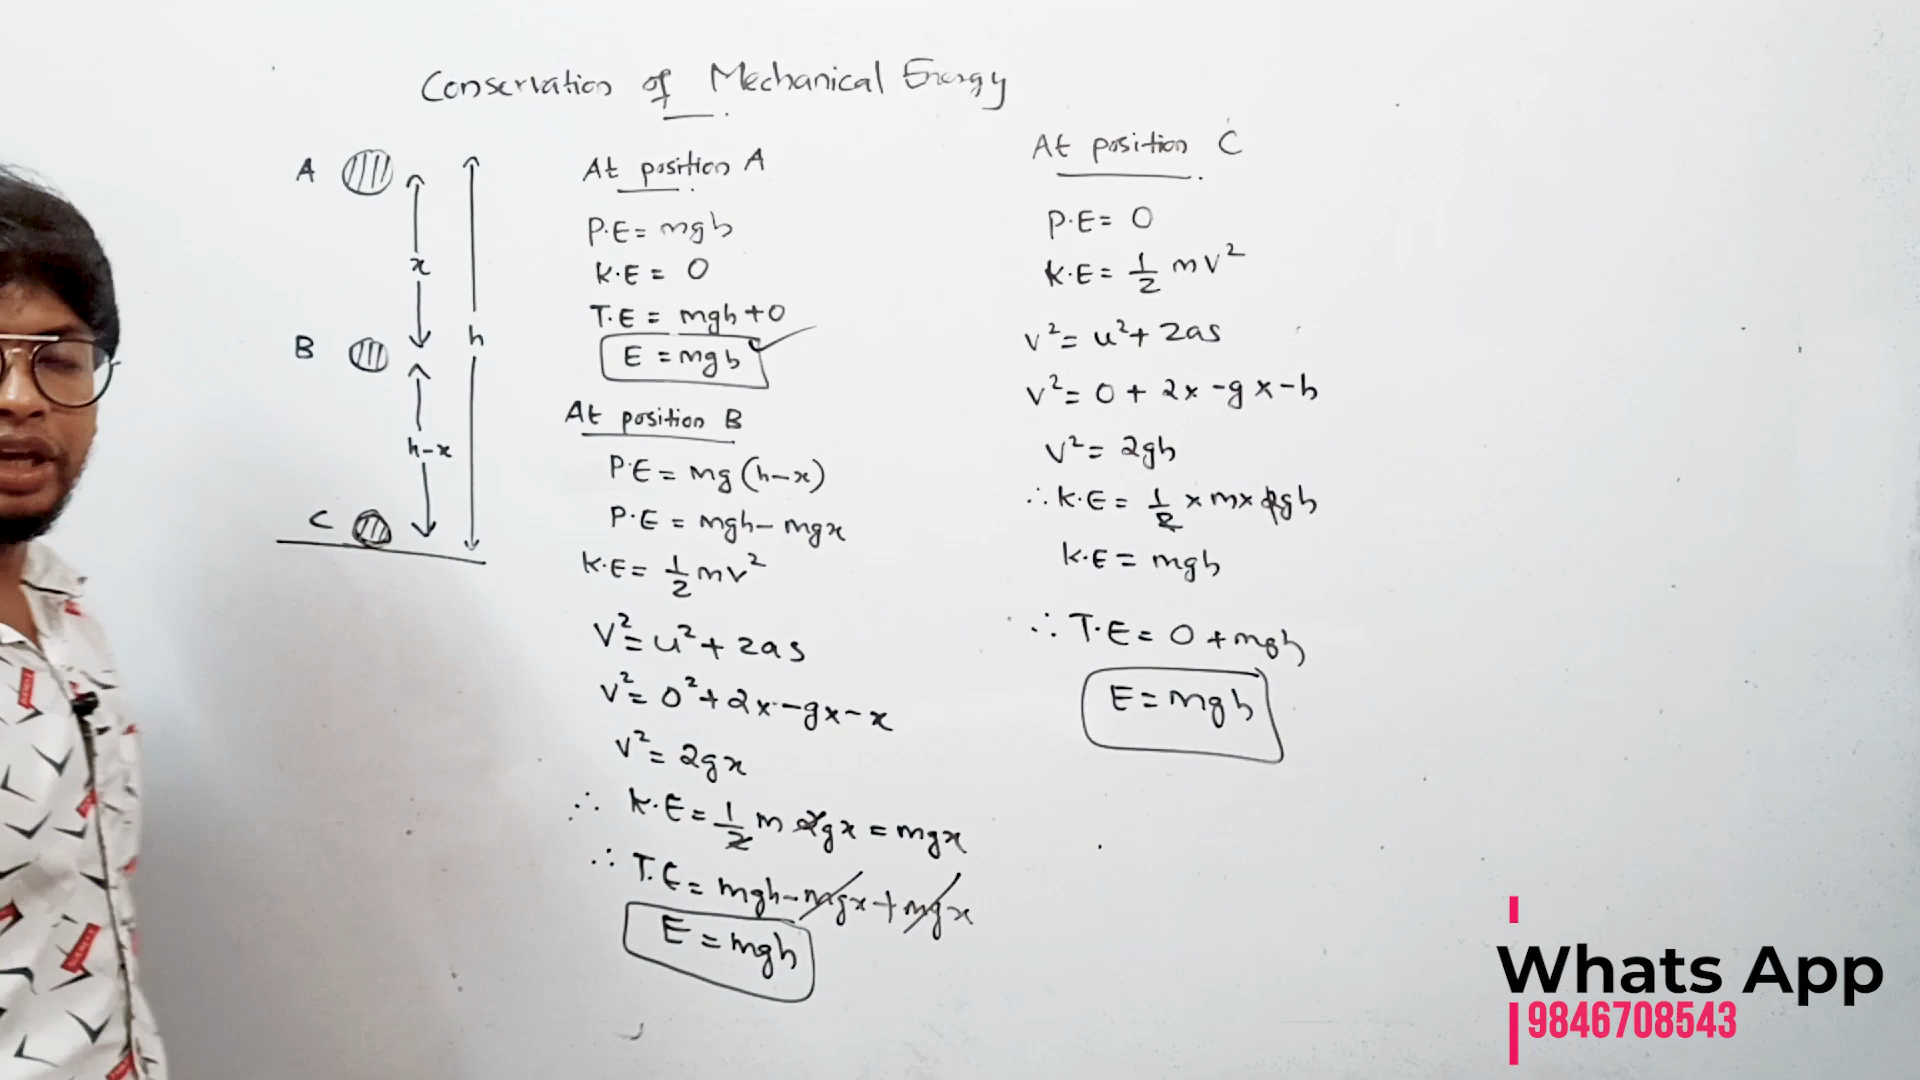 Conservation of Mechanical Energy
A
x
h
B
h-x
C
At position A
P.E = mgh
K.E = 0
T.E = mgh+0
E = mgh
At position B
P.E = mg(h-x)
P.E = mgh-mgx
K.E = 1/2 mv²
V² = u²+2as
V² = 0²+2x-gx-x
V² = 2gx
∴ K.E = 1/2 m 2gx = mgx
∴ T.E = mgh-mgx+mgx
E = mgh
At position C
P.E = 0
K.E = 1/2 mv²
V² = u²+2as
V² = 0+2x-gx-h
V² = 2gh
∴ K.E = 1/2 x mx 2gh
K.E = mgh
∴ T.E = 0+mgh
E = mgh
Whats App
9846708543